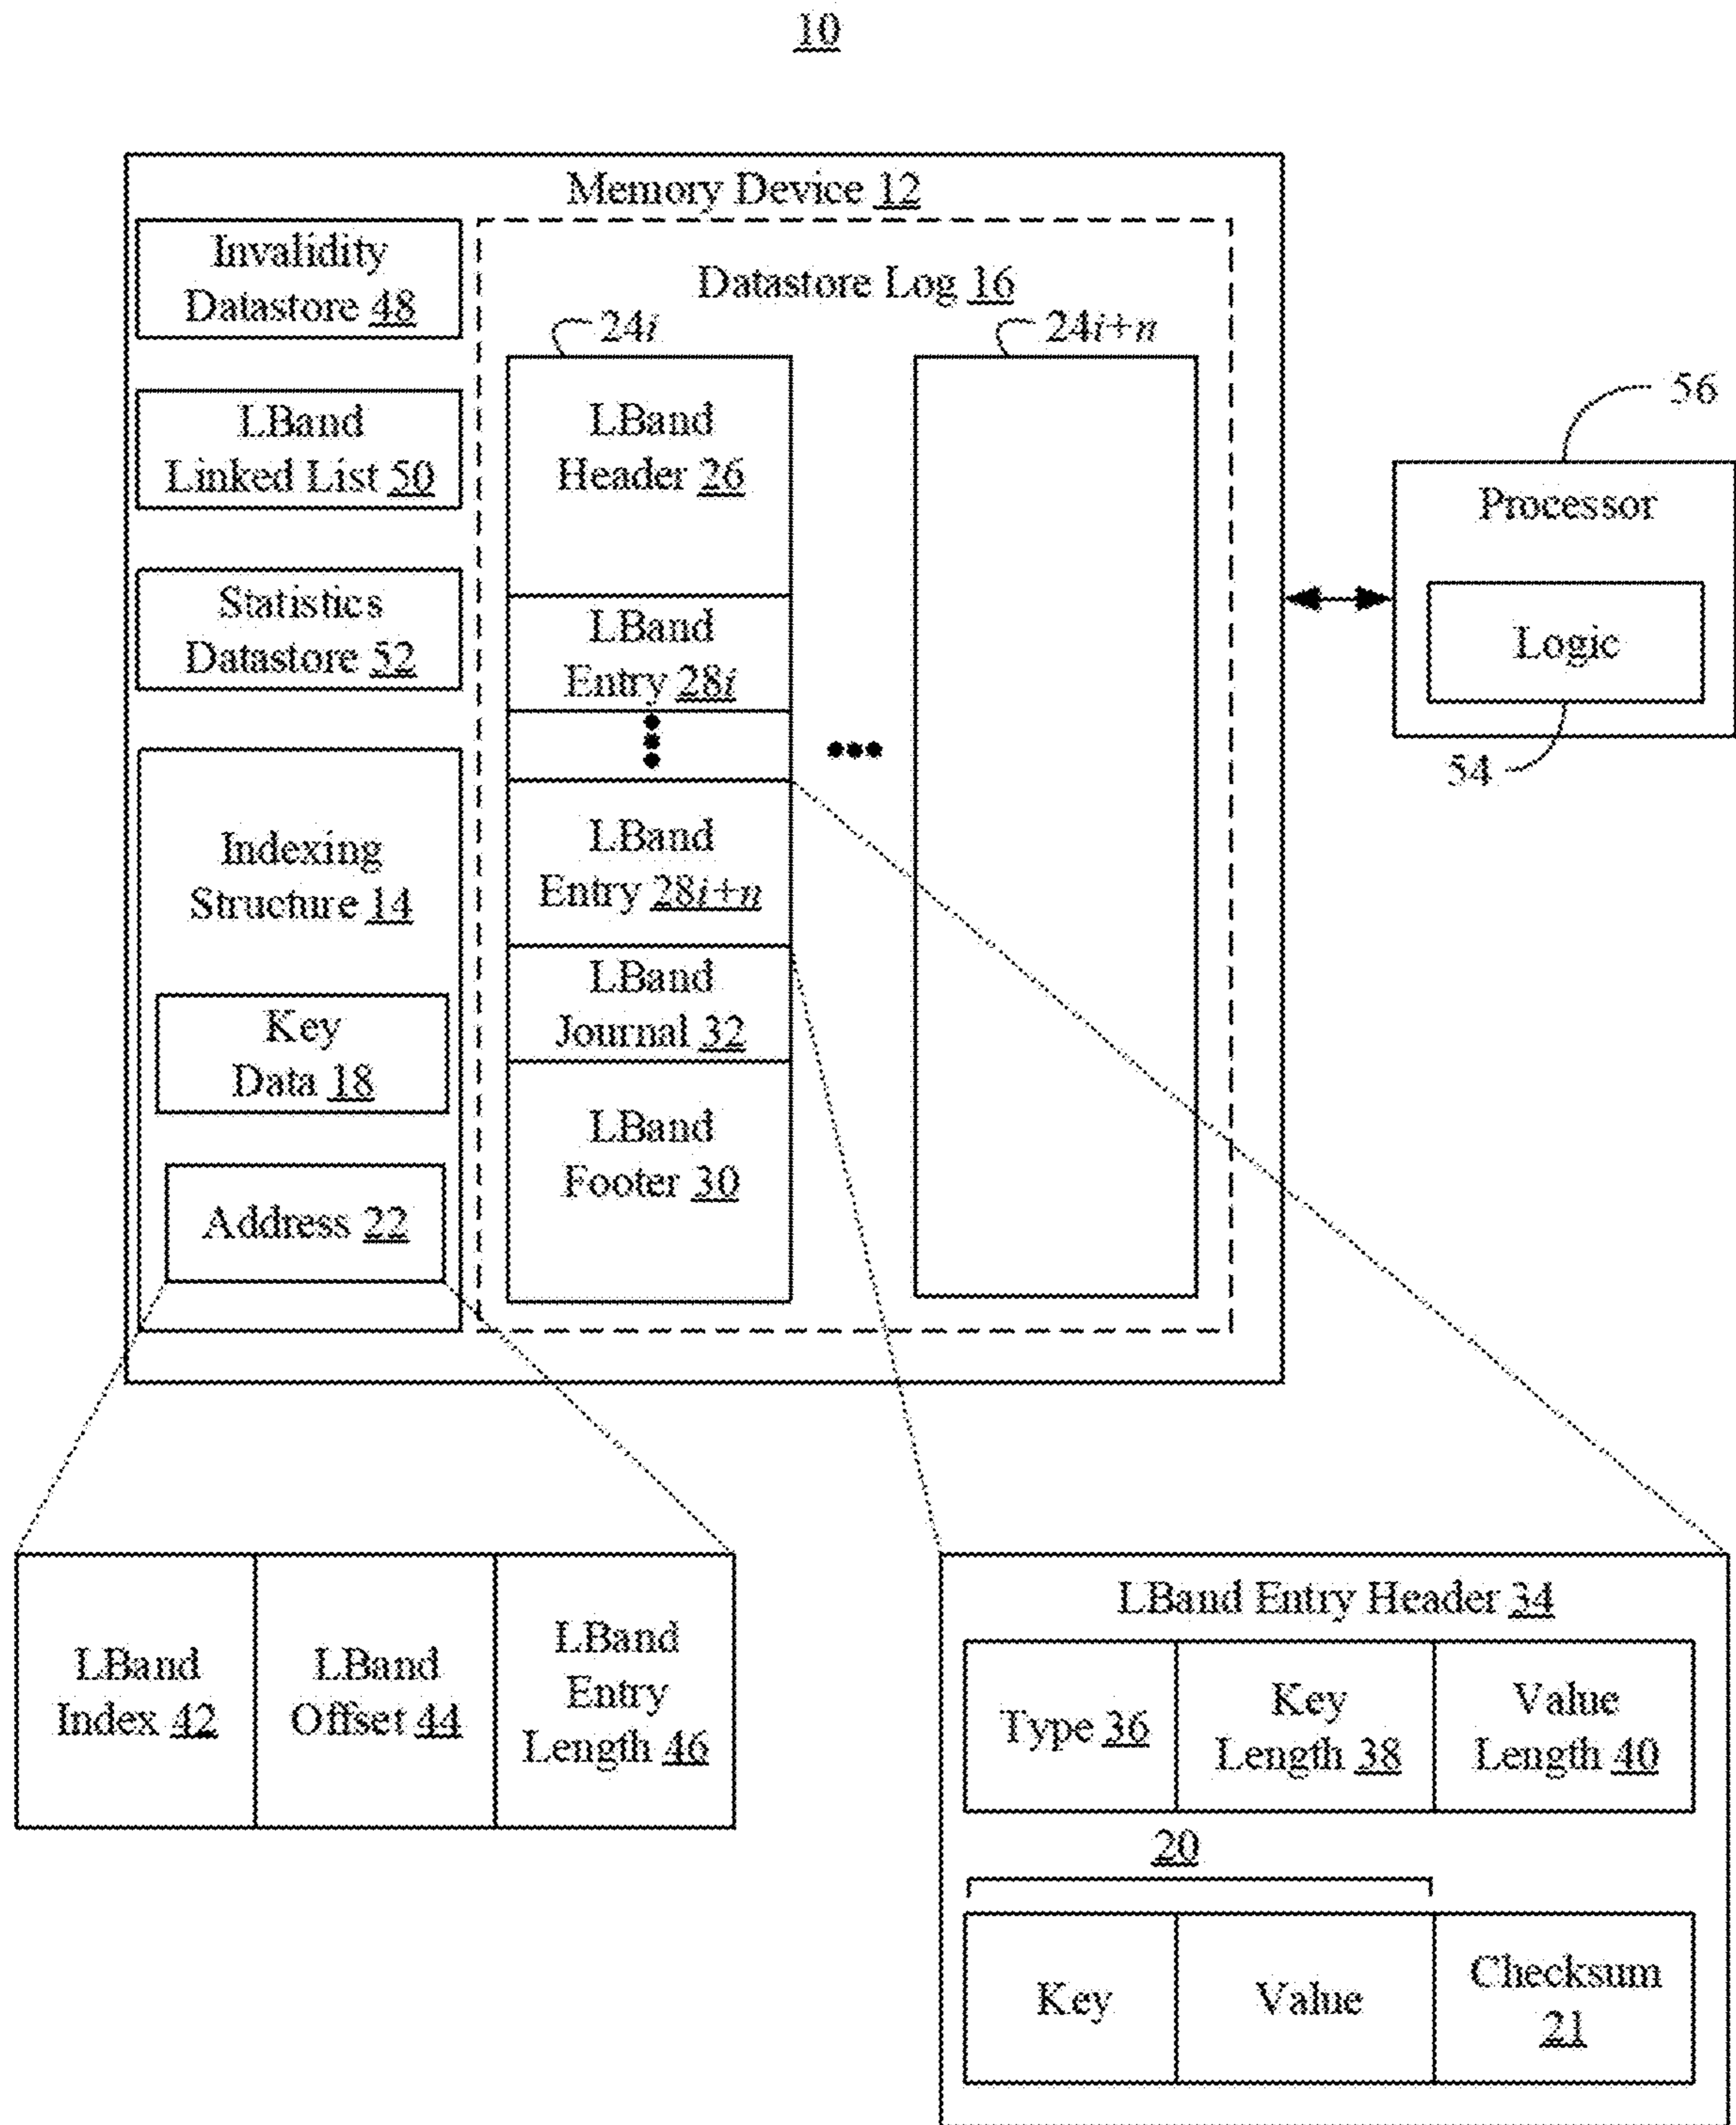 10
Memory Device 12
Invalidity
Datastore 48
LBand
Linked List 50
Statistics
Datastore 52
Indexing
Structure 14
Key
Data 18
Address 22
Datastore Log 16
24i
24i+n
LBand
Header 26
LBand
Entry 28i
LBand
Entry 28i+n
LBand
Journal 32
LBand
Footer 30
56
Processor
Logic
54
LBand
Index 42
LBand
Offset 44
LBand
Entry
Length 46
LBand Entry Header 34
Type 36
Key
Length 38
Value
Length 40
20
Key
Value
Checksum
21